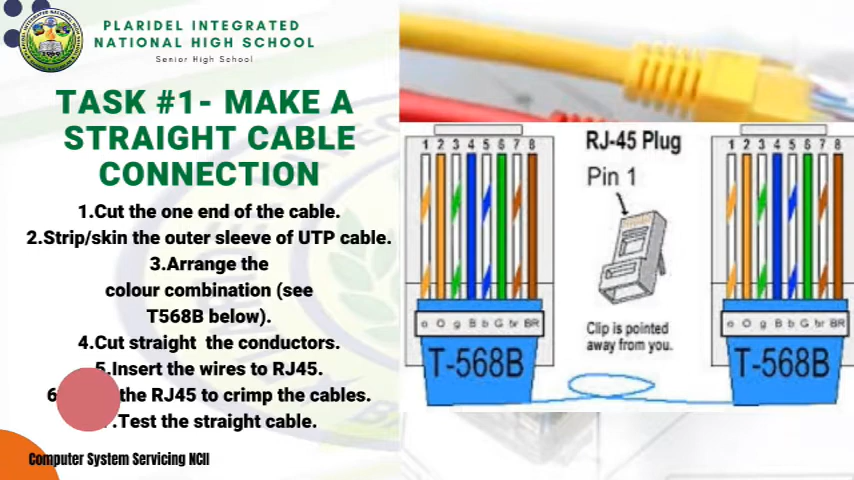 PLARIDEL INTEGRATED
NATIONAL HIGH SCHOOL
Senior High School
TASK #1- MAKE A
STRAIGHT CABLE
CONNECTION
1.Cut the one end of the cable.
2.Strip/skin the outer sleeve of UTP cable.
3.Arrange the
colour combination (see
T568B below).
4.Cut straight the conductors.
5.Insert the wires to RJ45.
6 the RJ45 to crimp the cables.
.Test the straight cable.
Computer System Servicing NCII
1 2 3 4 5 6 7 8
o O g B b G br BR
T-568B
RJ-45 Plug
Pin 1
Clip is pointed
away from you.
1 2 3 4 5 6 7 8
o O g B b G br BR
T-568B